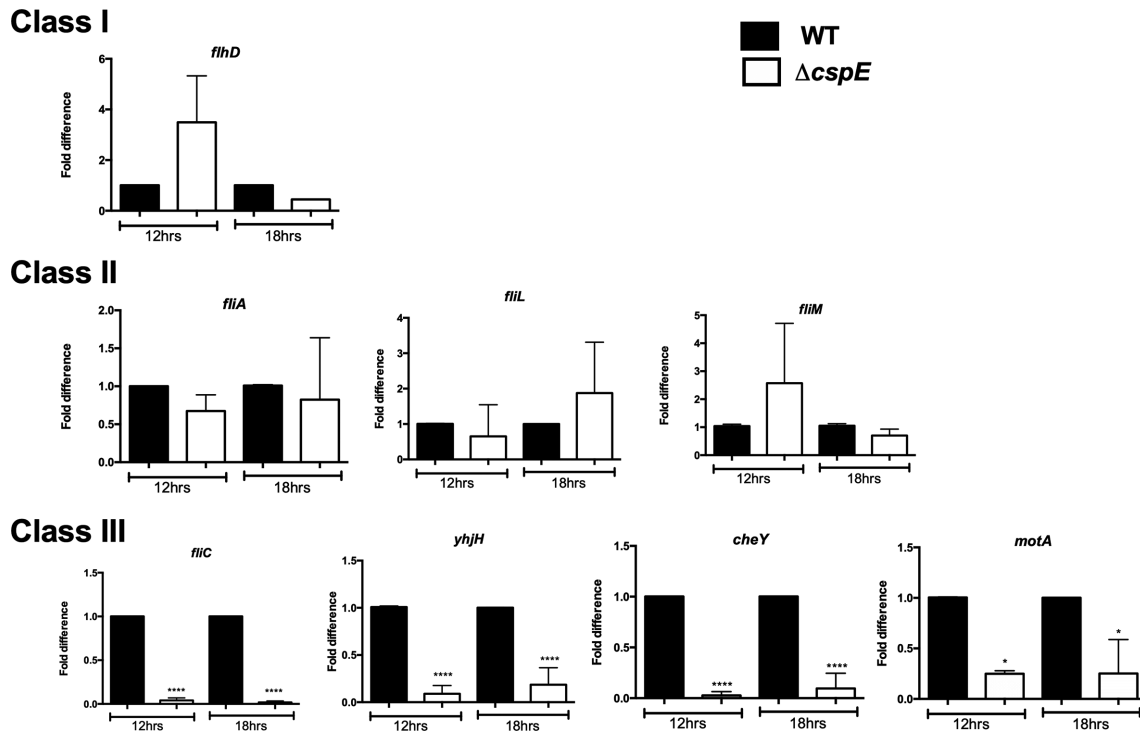 Class I
WT
ΔcspE
flhD
Fold difference
6
4
2
0
12hrs 18hrs
Class II
fliA
Fold difference
2.0
1.5
1.0
0.5
0.0
12hrs 18hrs
fliL
Fold difference
4
3
2
1
0
12hrs 18hrs
fliM
Fold difference
5
4
3
2
1
0
12hrs 18hrs
Class III
fliC
Fold difference
1.5
1.0
0.5
0.0
**** ****
12hrs 18hrs
yhjH
Fold difference
1.5
1.0
0.5
0.0
**** ****
12hrs 18hrs
cheY
Fold difference
1.5
1.0
0.5
0.0
**** ****
12hrs 18hrs
motA
Fold difference
1.5
1.0
0.5
0.0
* *
12hrs 18hrs